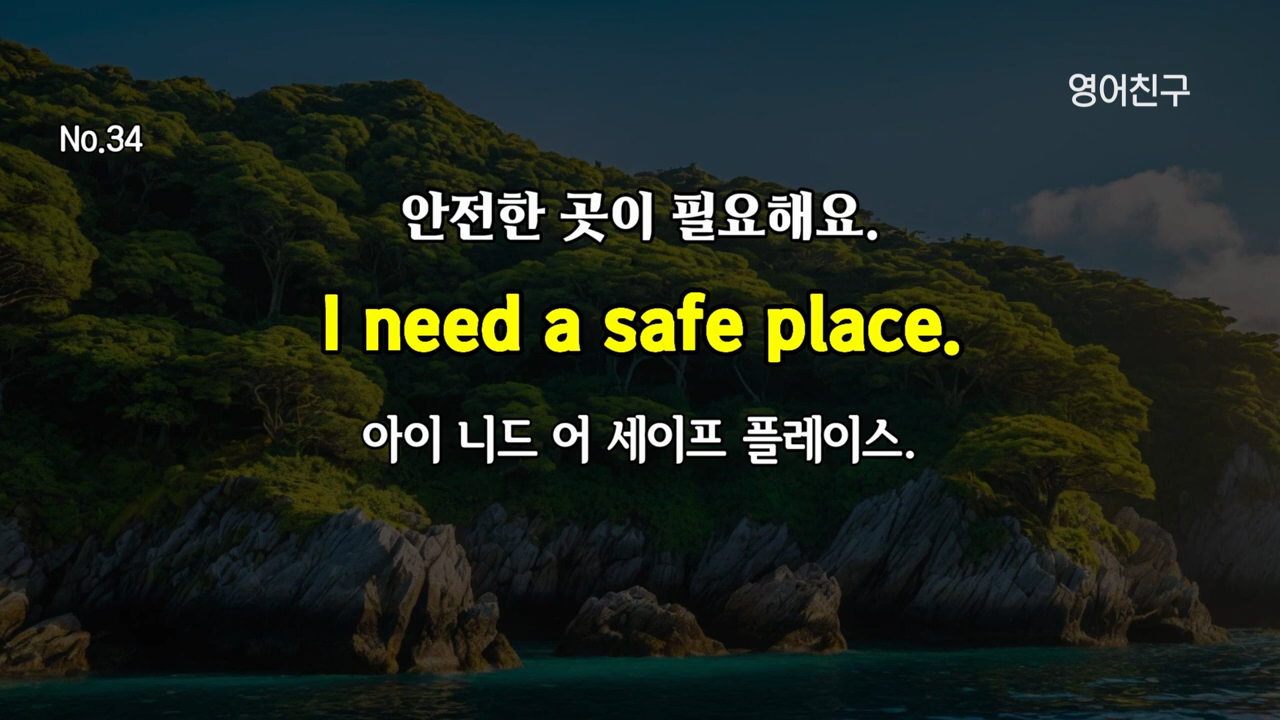 영어친구
No.34
안전한 곳이 필요해요.
I need a safe place.
아이 니드 어 세이프 플레이스.